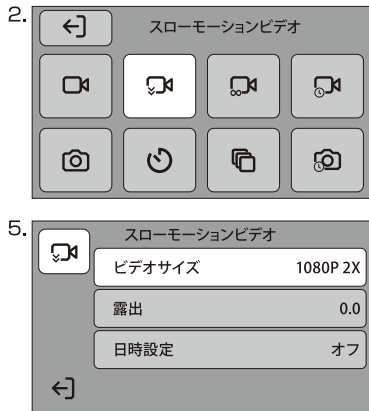 2.
スローモーションビデオ
5.
スローモーションビデオ
ビデオサイズ 1080P 2X
露出 0.0
日時設定 オフ